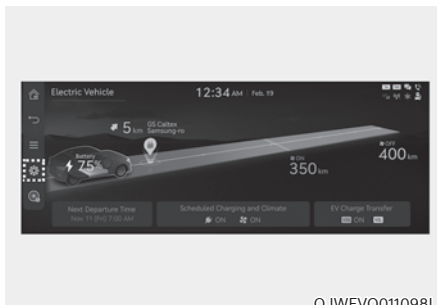 Electric Vehicle
12:34 AM | Feb. 19
5 km
GS Caltex
Samsung-ro
Battery
75%
ON
350 km
OFF
400 km
Next Departure Time
Nov. 11 (Fri) 7:00 AM
Scheduled Charging and Climate
ON ON
EV Charge Transfer
ON